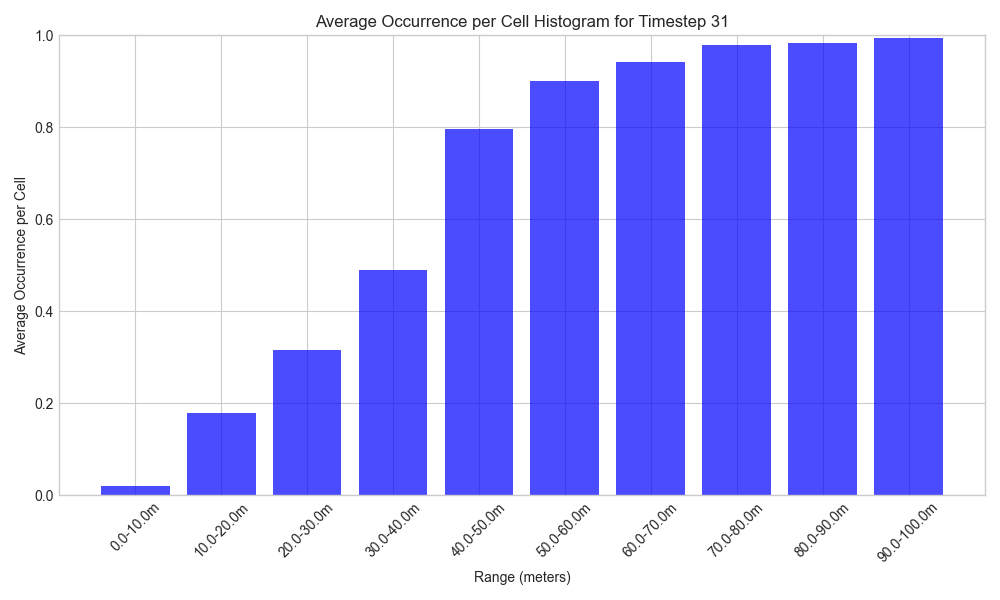 Average Occurrence per Cell Histogram for Timestep 31
1.0
0.8
0.6
0.4
0.2
0.0
Average Occurrence per Cell
0.0-10.0m
10.0-20.0m
20.0-30.0m
30.0-40.0m
40.0-50.0m
50.0-60.0m
60.0-70.0m
70.0-80.0m
80.0-90.0m
90.0-100.0m
Range (meters)